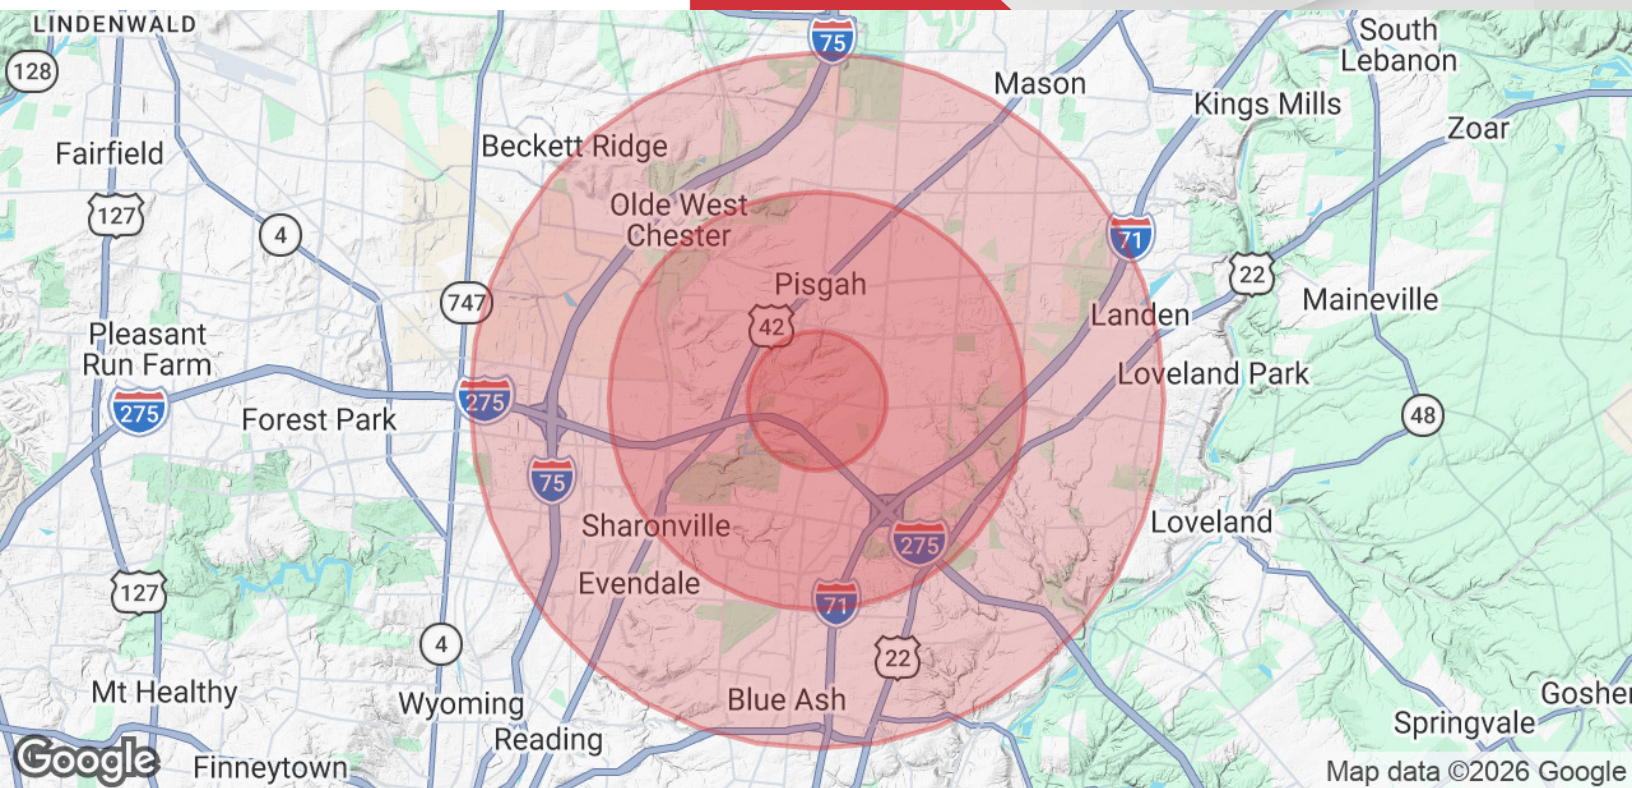 LINDENWALD
75
South
Lebanon
128
Mason
Kings Mills
Zoar
Beckett Ridge
Fairfield
127
Olde West
Chester
4
71
22
Pisgah
747
Maineville
42
Landen
Pleasant
Run Farm
Loveland Park
275
275
Forest Park
48
75
Sharonville
Loveland
275
Evendale
127
71
4
22
Mt Healthy
Wyoming
Blue Ash
Goshen
Springvale
Reading
Google
Finneytown
Map data ©2026 Google